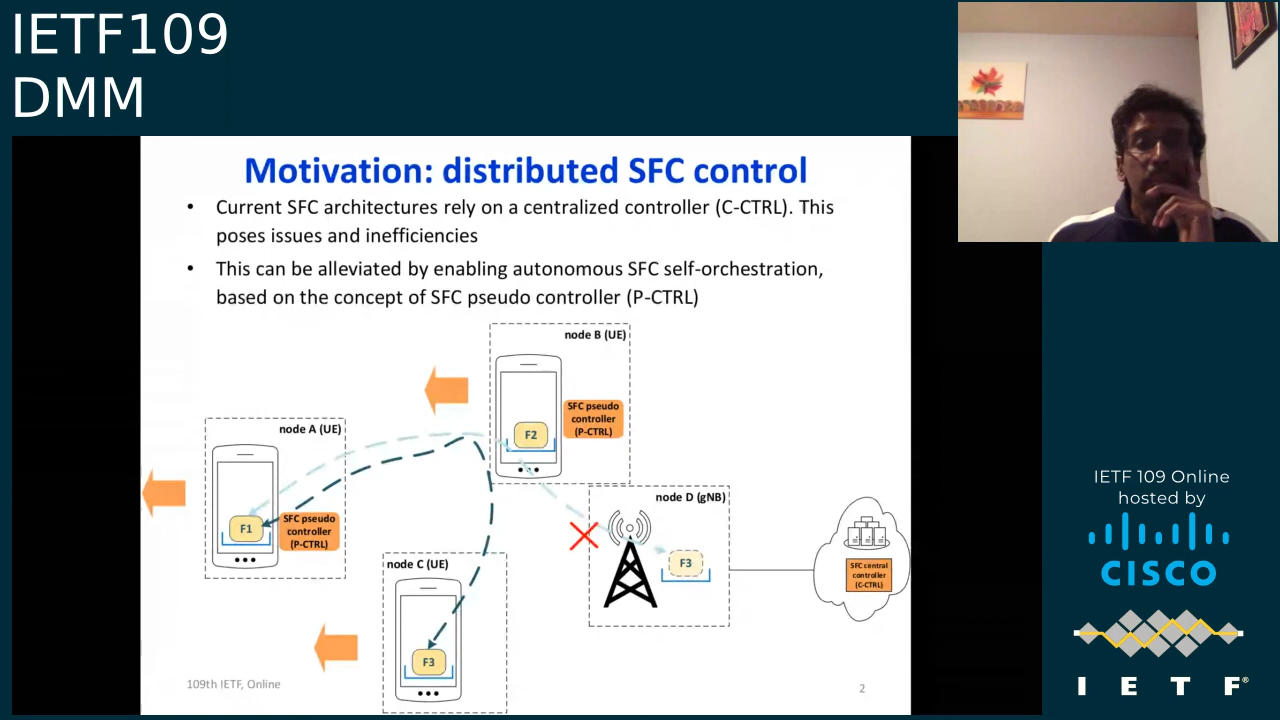 IETF109
DMM
Motivation: distributed SFC control
• Current SFC architectures rely on a centralized controller (C-CTRL). This
poses issues and inefficiencies
• This can be alleviated by enabling autonomous SFC self-orchestration,
based on the concept of SFC pseudo controller (P-CTRL)
node B (UE)
F2
SFC pseudo
controller
(P-CTRL)
node A (UE)
F1
SFC pseudo
controller
(P-CTRL)
node D (gNB)
F3
SFC central
controller
(C-CTRL)
node C (UE)
F3
109th IETF, Online
2
IETF 109 Online
hosted by
CISCO
I E T F®